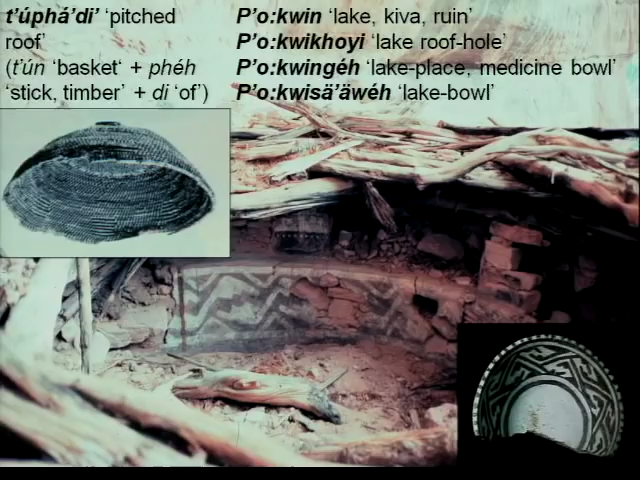 t'úphá'di' ‘pitched
roof’
(t'ún ‘basket‘ + phéh
‘stick, timber’ + di ‘of’)
P'o:kwin ‘lake, kiva, ruin’
P'o:kwikhoyi ‘lake roof-hole’
P'o:kwingéh ‘lake-place, medicine bowl’
P'o:kwisä'äwéh ‘lake-bowl’